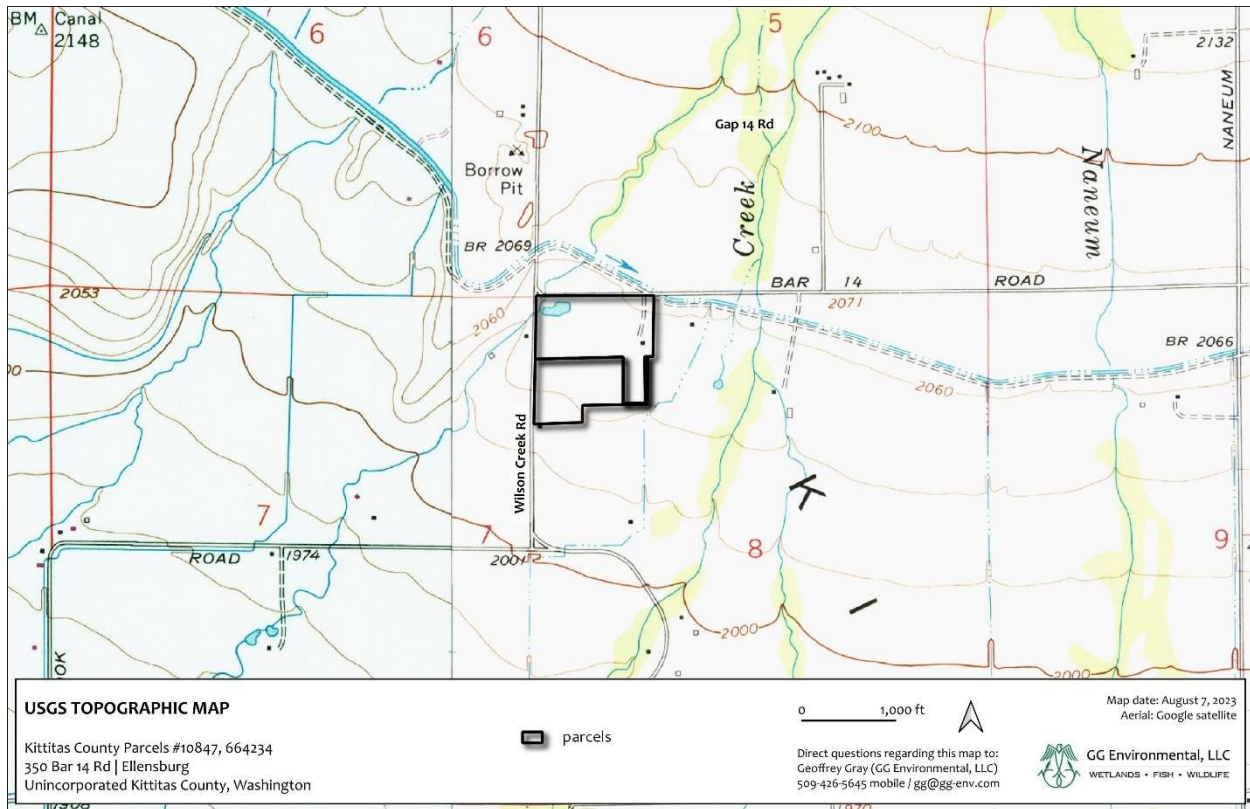 BM
Canal
2148
6
6
5
2132
NANEUM
Gap 14 Rd
2100
Borrow
Pit
Creek
Naneum
BR 2069
2053
BAR 14 ROAD
2071
2060
BR 2066
2060
Wilson Creek Rd
K
7
7
8
9
ROAD
1974
2001
I
2000
2000
OK
USGS TOPOGRAPHIC MAP
Kittitas County Parcels #10847, 664234
350 Bar 14 Rd | Ellensburg
Unincorporated Kittitas County, Washington
parcels
0 1,000 ft
Direct questions regarding this map to:
Geoffrey Gray (GG Environmental, LLC)
509-426-5645 mobile / gg@gg-env.com
Map date: August 7, 2023
Aerial: Google satellite
GG Environmental, LLC
WETLANDS • FISH • WILDLIFE